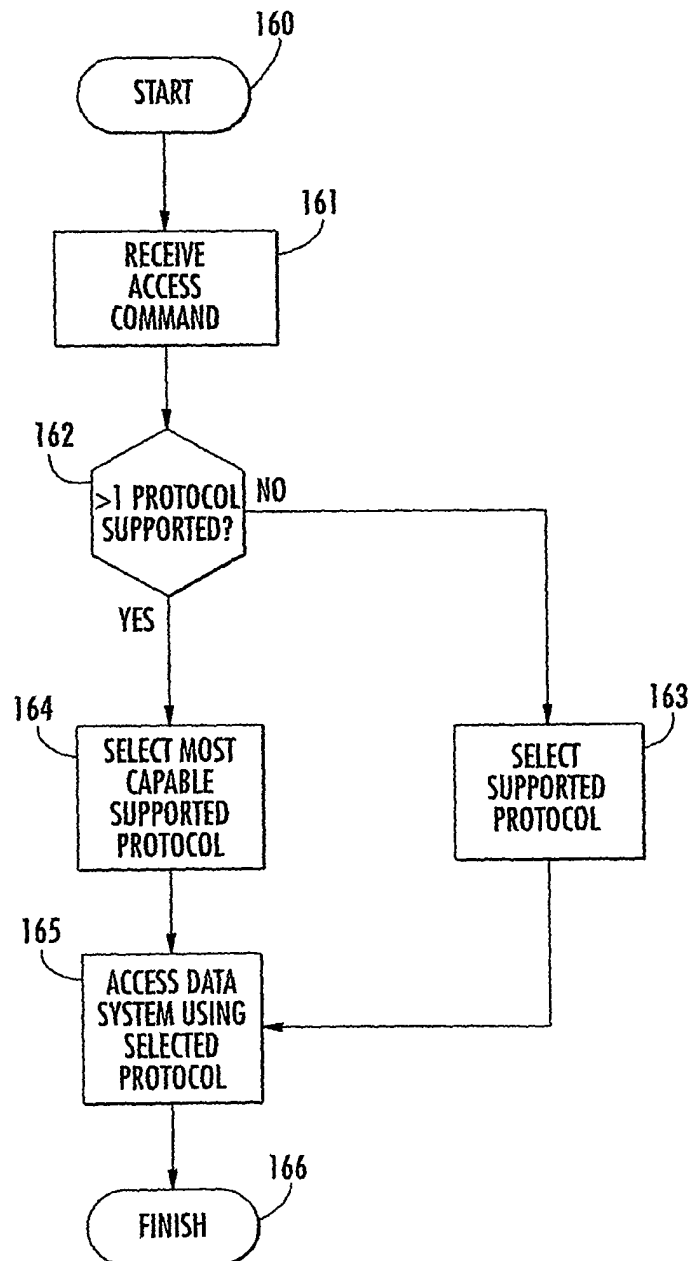 160
START
161
RECEIVE
ACCESS
COMMAND
162
>1 PROTOCOL
SUPPORTED?
NO
YES
164
SELECT MOST
CAPABLE
SUPPORTED
PROTOCOL
163
SELECT
SUPPORTED
PROTOCOL
165
ACCESS DATA
SYSTEM USING
SELECTED
PROTOCOL
166
FINISH